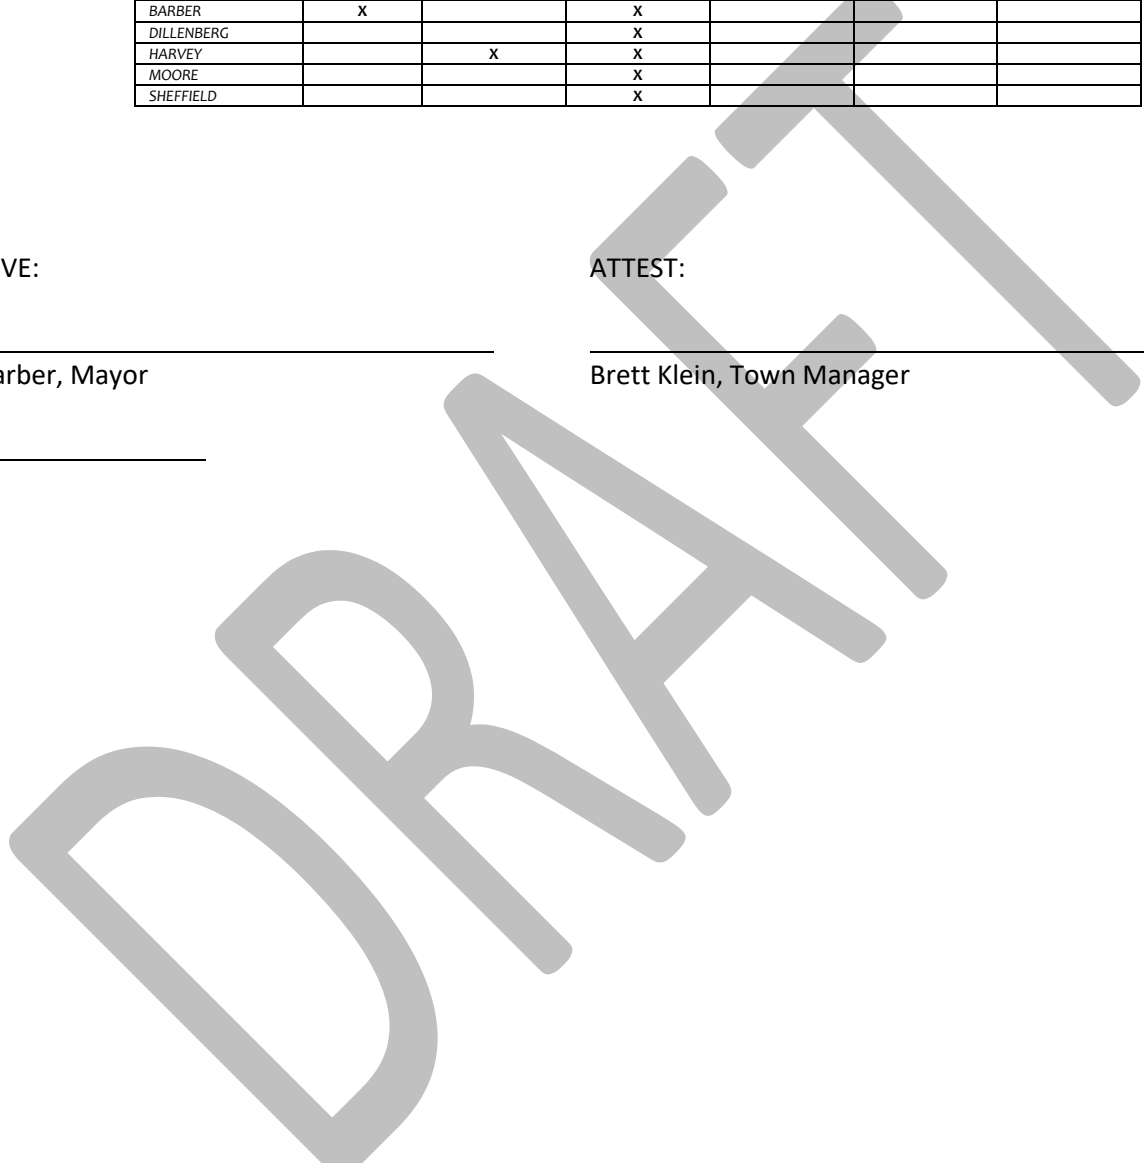 BARBER X X
DILLENBERG X
HARVEY X X
MOORE X
SHEFFIELD X
VE: ATTEST:
arber, Mayor Brett Klein, Town Manager
DRAFT